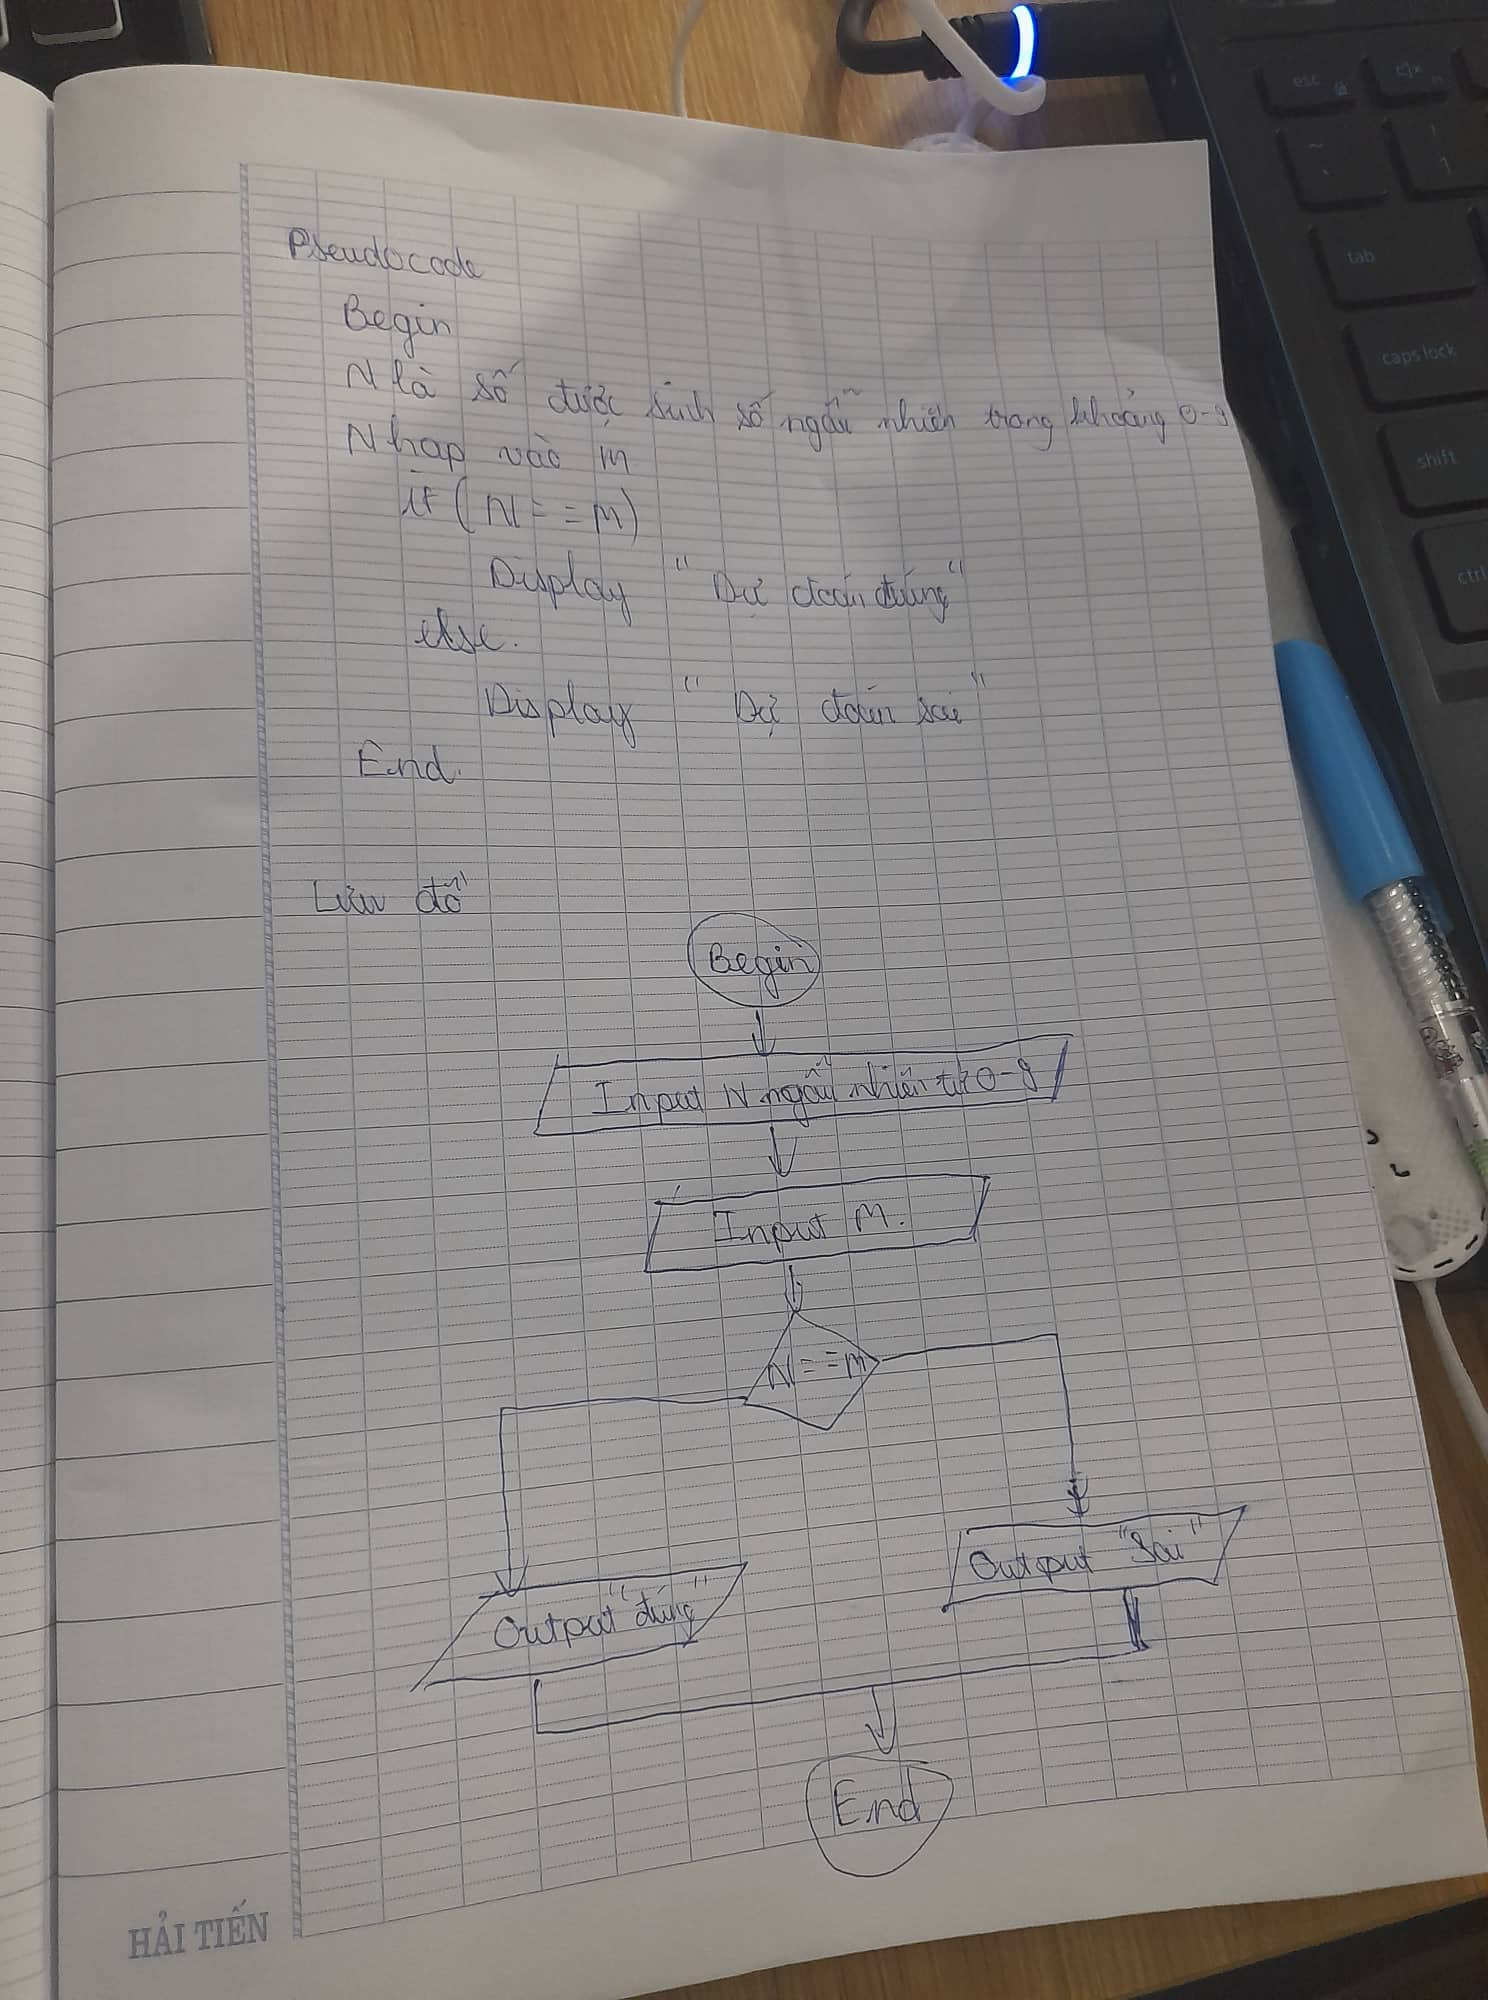 Pseudocode
Begin
N là số được sinh số ngẫu nhiên trong khoảng 0-9
Nhap vào m
if (N == m)
Display "Dự đoán đúng"
else.
Display "Dự đoán sai"
End.
Lưu đồ
Begin
Input N ngẫu nhiên từ 0-9
Input M.
N == m
Output "Sai"
Output "đúng"
End
HẢI TIẾN
esc
tab
caps lock
shift
ctrl